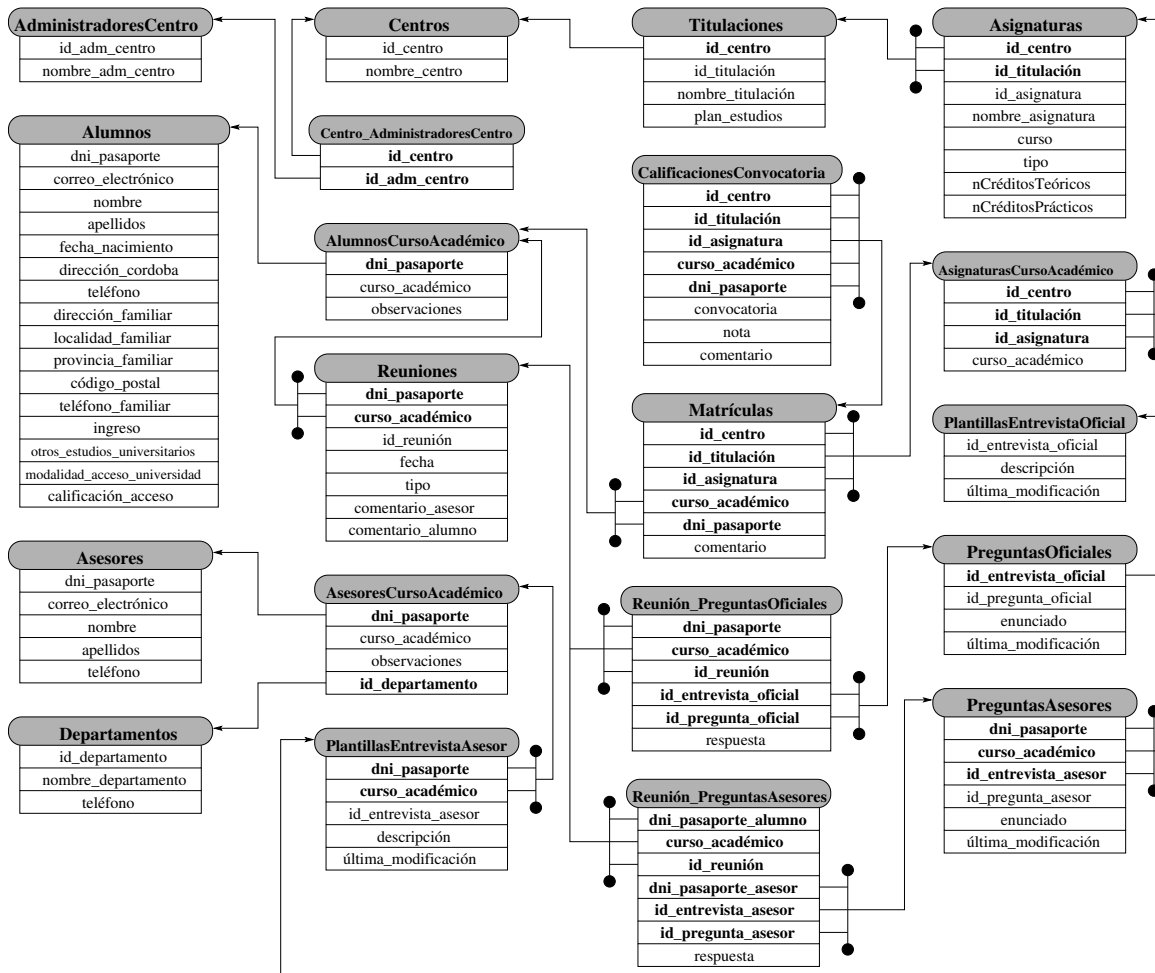 AdministradoresCentro
id_adm_centro
nombre_adm_centro
Centros
id_centro
nombre_centro
Titulaciones
id_centro
id_titulación
nombre_titulación
plan_estudios
Asignaturas
id_centro
id_titulación
id_asignatura
nombre_asignatura
curso
tipo
nCréditosTeóricos
nCréditosPrácticos
Alumnos
dni_pasaporte
correo_electrónico
nombre
apellidos
fecha_nacimiento
dirección_cordoba
teléfono
dirección_familiar
localidad_familiar
provincia_familiar
código_postal
teléfono_familiar
ingreso
otros_estudios_universitarios
modalidad_acceso_universidad
calificación_acceso
Centro_AdministradoresCentro
id_centro
id_adm_centro
AlumnosCursoAcadémico
dni_pasaporte
curso_académico
observaciones
CalificacionesConvocatoria
id_centro
id_titulación
id_asignatura
curso_académico
dni_pasaporte
convocatoria
nota
comentario
AsignaturasCursoAcadémico
id_centro
id_titulación
id_asignatura
curso_académico
Reuniones
dni_pasaporte
curso_académico
id_reunión
fecha
tipo
comentario_asesor
comentario_alumno
Matrículas
id_centro
id_titulación
id_asignatura
curso_académico
dni_pasaporte
comentario
PlantillasEntrevistaOficial
id_entrevista_oficial
descripción
última_modificación
Asesores
dni_pasaporte
correo_electrónico
nombre
apellidos
teléfono
AsesoresCursoAcadémico
dni_pasaporte
curso_académico
observaciones
id_departamento
Reunión_PreguntasOficiales
dni_pasaporte
curso_académico
id_reunión
id_entrevista_oficial
id_pregunta_oficial
respuesta
PreguntasOficiales
id_entrevista_oficial
id_pregunta_oficial
enunciado
última_modificación
Departamentos
id_departamento
nombre_departamento
teléfono
PlantillasEntrevistaAsesor
dni_pasaporte
curso_académico
id_entrevista_asesor
descripción
última_modificación
Reunión_PreguntasAsesores
dni_pasaporte_alumno
curso_académico
id_reunión
dni_pasaporte_asesor
id_entrevista_asesor
id_pregunta_asesor
respuesta
PreguntasAsesores
dni_pasaporte
curso_académico
id_entrevista_asesor
id_pregunta_asesor
enunciado
última_modificación